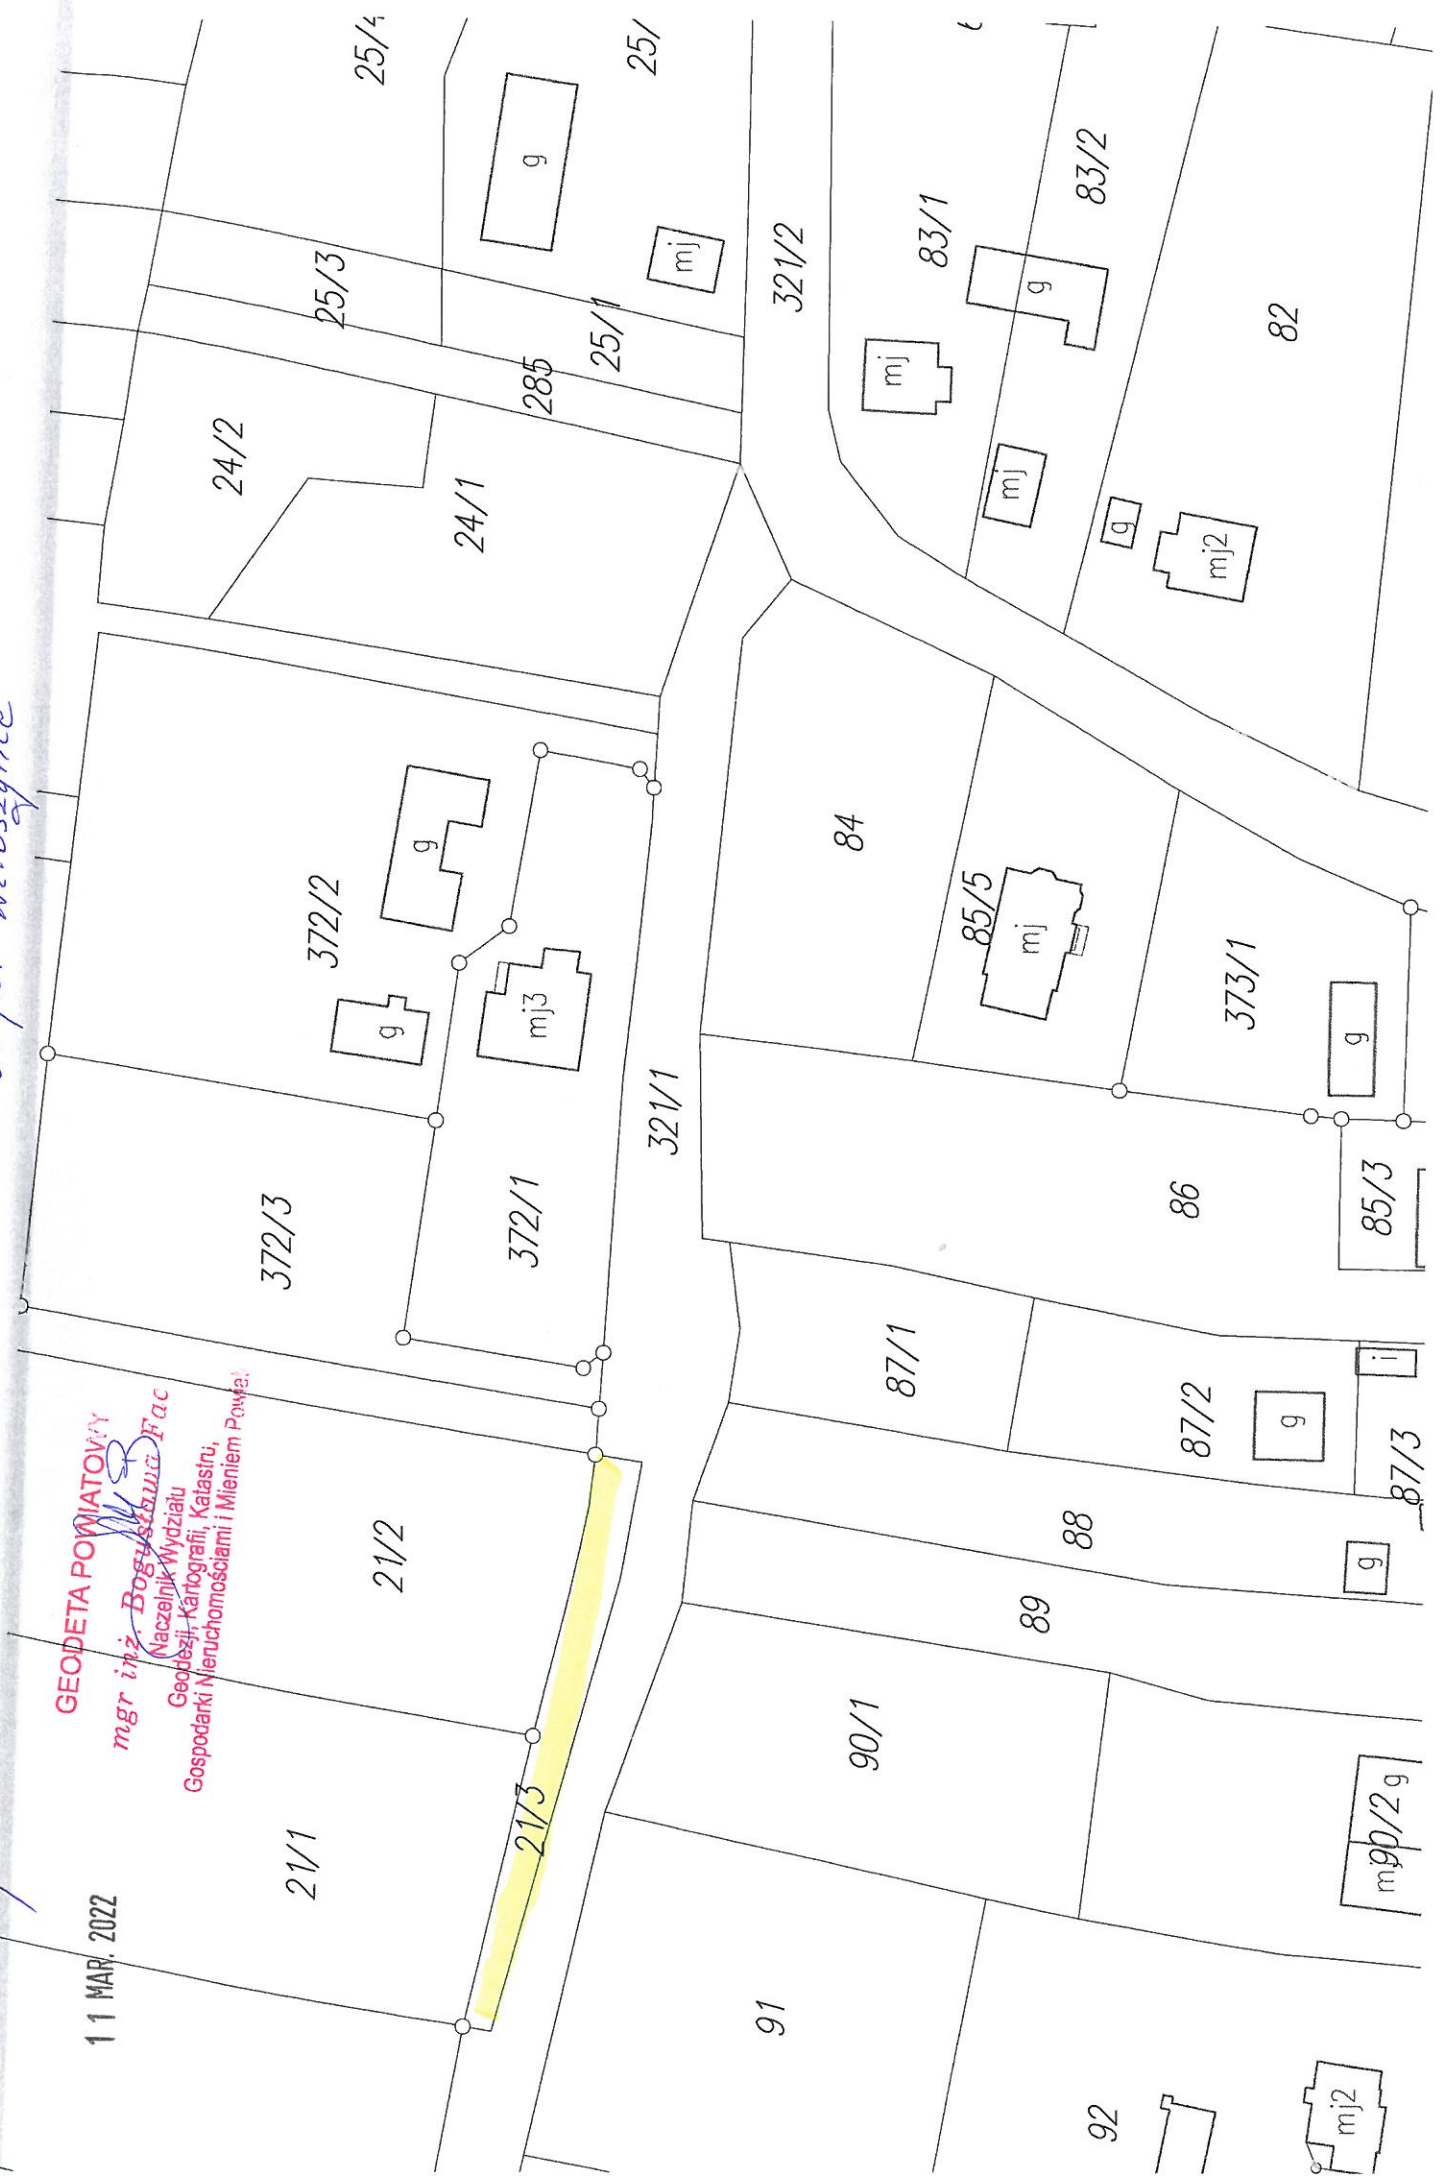 11 MAR. 2022
GEODETA POWIATOWY
mgr inż. Bogusława Fac
Naczelnik Wydziału
Geodezji, Kartografii, Katastru,
Gospodarki Nieruchomościami i Mieniem Powiat
21/1
21/2
21/3
372/3
372/2
372/1
g
g
mj3
24/2
24/1
285
25/3
25/1
25/4
25/
g
mj
321/1
321/2
91
92
mj2
90/1
mj
90/2
g
89
88
g
87/1
87/2
g
87/3
i
86
85/3
84
85/5
mj
373/1
g
83/1
mj
g
83/2
mj
g
mj2
82